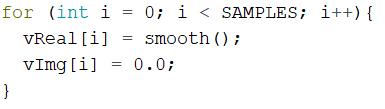 for (int i = 0; i < SAMPLES; i++){
  vReal[i] = smooth();
  vImg[i] = 0.0;
}